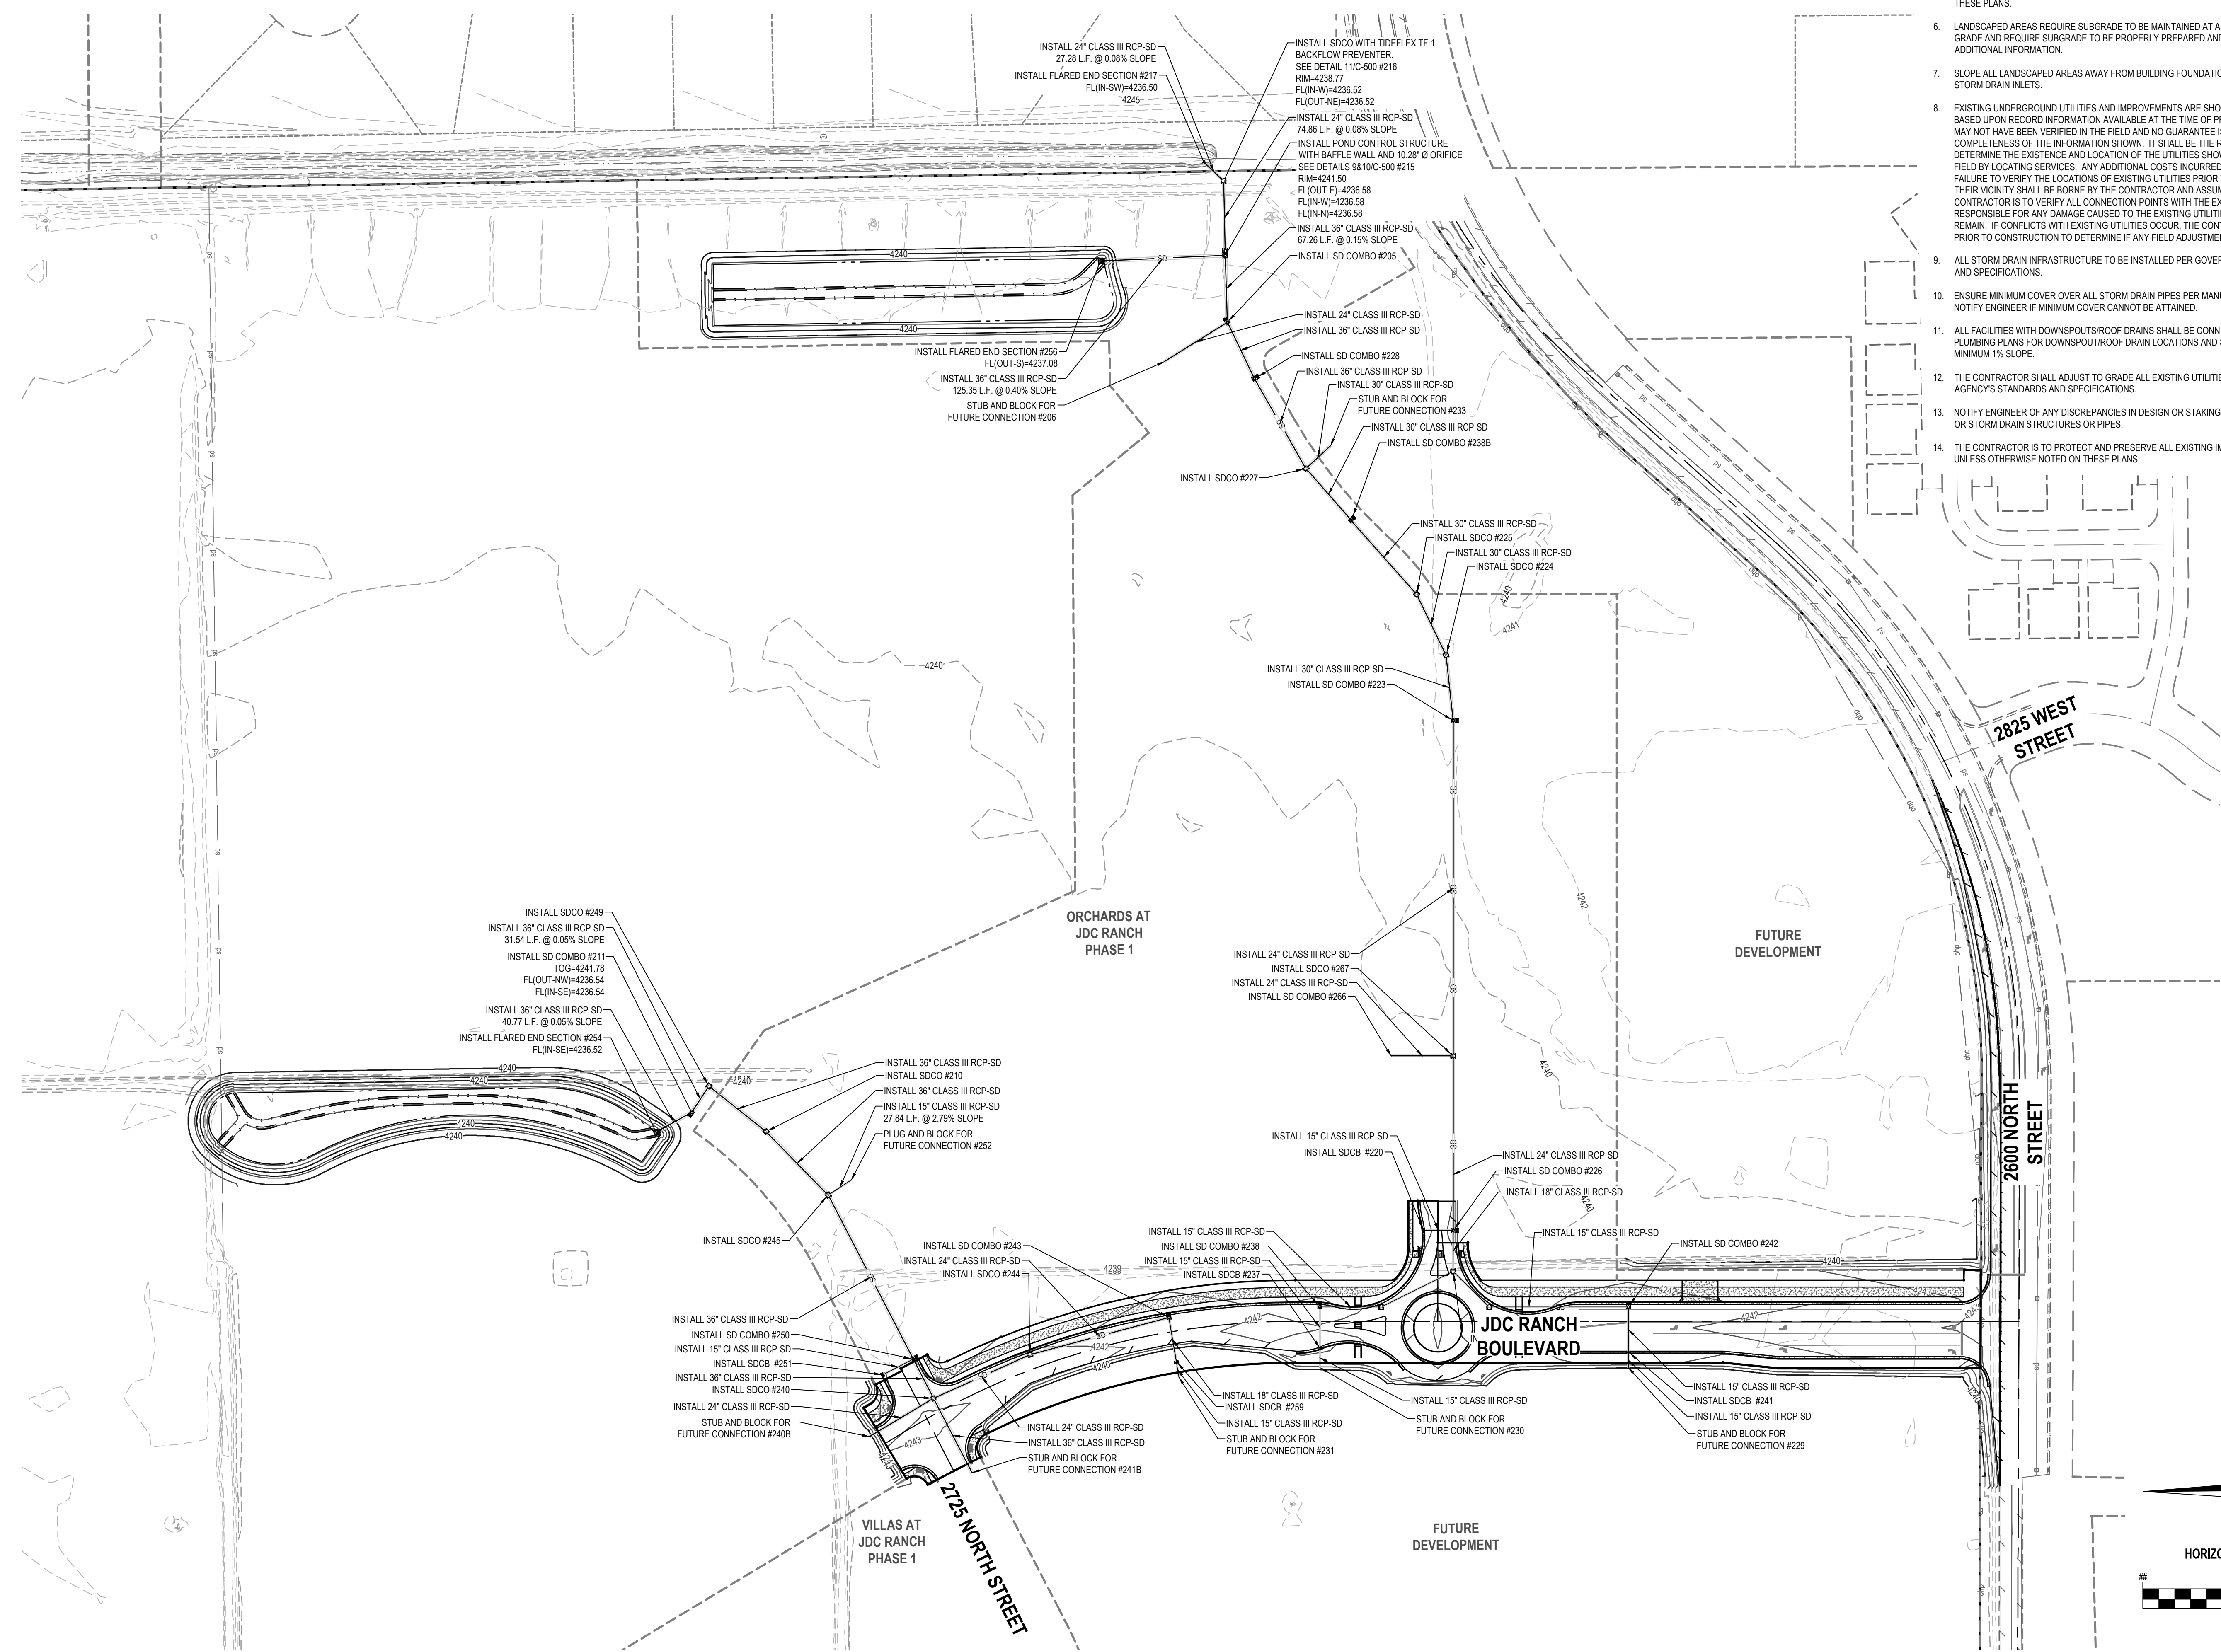 THESE PLANS.
6. LANDSCAPED AREAS REQUIRE SUBGRADE TO BE MAINTAINED AT A
GRADE AND REQUIRE SUBGRADE TO BE PROPERLY PREPARED AND
ADDITIONAL INFORMATION.
7. SLOPE ALL LANDSCAPED AREAS AWAY FROM BUILDING FOUNDATIO
STORM DRAIN INLETS.
8. EXISTING UNDERGROUND UTILITIES AND IMPROVEMENTS ARE SHO
BASED UPON RECORD INFORMATION AVAILABLE AT THE TIME OF PR
MAY NOT HAVE BEEN VERIFIED IN THE FIELD AND NO GUARANTEE IS
COMPLETENESS OF THE INFORMATION SHOWN. IT SHALL BE THE R
DETERMINE THE EXISTENCE AND LOCATION OF THE UTILITIES SHOW
FIELD BY LOCATING SERVICES. ANY ADDITIONAL COSTS INCURRED
FAILURE TO VERIFY THE LOCATIONS OF EXISTING UTILITIES PRIOR
THEIR VICINITY SHALL BE BORNE BY THE CONTRACTOR AND ASSUM
CONTRACTOR IS TO VERIFY ALL CONNECTION POINTS WITH THE EX
RESPONSIBLE FOR ANY DAMAGE CAUSED TO THE EXISTING UTILITI
REMAIN. IF CONFLICTS WITH EXISTING UTILITIES OCCUR, THE CONT
PRIOR TO CONSTRUCTION TO DETERMINE IF ANY FIELD ADJUSTMEN
9. ALL STORM DRAIN INFRASTRUCTURE TO BE INSTALLED PER GOVER
AND SPECIFICATIONS.
10. ENSURE MINIMUM COVER OVER ALL STORM DRAIN PIPES PER MANU
NOTIFY ENGINEER IF MINIMUM COVER CANNOT BE ATTAINED.
11. ALL FACILITIES WITH DOWNSPOUTS/ROOF DRAINS SHALL BE CONN
PLUMBING PLANS FOR DOWNSPOUT/ROOF DRAIN LOCATIONS AND S
MINIMUM 1% SLOPE.
12. THE CONTRACTOR SHALL ADJUST TO GRADE ALL EXISTING UTILITIE
AGENCY'S STANDARDS AND SPECIFICATIONS.
13. NOTIFY ENGINEER OF ANY DISCREPANCIES IN DESIGN OR STAKING
OR STORM DRAIN STRUCTURES OR PIPES.
14. THE CONTRACTOR IS TO PROTECT AND PRESERVE ALL EXISTING IM
UNLESS OTHERWISE NOTED ON THESE PLANS.
INSTALL 24" CLASS III RCP-SD
27.28 L.F. @ 0.08% SLOPE
INSTALL FLARED END SECTION #217
FL(IN-SW)=4236.50
4245
INSTALL SDCO WITH TIDEFLEX TF-1
BACKFLOW PREVENTER.
SEE DETAIL 11/C-500 #216
RIM=4238.77
FL(IN-W)=4236.52
FL(OUT-NE)=4236.52
INSTALL 24" CLASS III RCP-SD
74.86 L.F. @ 0.08% SLOPE
INSTALL POND CONTROL STRUCTURE
WITH BAFFLE WALL AND 10.28" Ø ORIFICE
SEE DETAILS 9&10/C-500 #215
RIM=4241.50
FL(OUT-E)=4236.58
FL(IN-W)=4236.58
FL(IN-N)=4236.58
INSTALL 36" CLASS III RCP-SD
67.26 L.F. @ 0.15% SLOPE
INSTALL SD COMBO #205
4240
SD
4240
INSTALL FLARED END SECTION #256
FL(OUT-S)=4237.08
INSTALL 36" CLASS III RCP-SD
125.35 L.F. @ 0.40% SLOPE
STUB AND BLOCK FOR
FUTURE CONNECTION #206
INSTALL 24" CLASS III RCP-SD
INSTALL 36" CLASS III RCP-SD
INSTALL SD COMBO #228
INSTALL 36" CLASS III RCP-SD
INSTALL 30" CLASS III RCP-SD
STUB AND BLOCK FOR
FUTURE CONNECTION #233
INSTALL 30" CLASS III RCP-SD
INSTALL SD COMBO #238B
INSTALL SDCO #227
INSTALL 30" CLASS III RCP-SD
INSTALL SDCO #225
INSTALL 30" CLASS III RCP-SD
INSTALL SDCO #224
4240
4241
INSTALL 30" CLASS III RCP-SD
INSTALL SD COMBO #223
4240
2825 WEST
STREET
ORCHARDS AT
JDC RANCH
PHASE 1
4242
FUTURE
DEVELOPMENT
INSTALL SDCO #249
INSTALL 36" CLASS III RCP-SD
31.54 L.F. @ 0.05% SLOPE
INSTALL SD COMBO #211
TOG=4241.78
FL(OUT-NW)=4236.54
FL(IN-SE)=4236.54
INSTALL 36" CLASS III RCP-SD
40.77 L.F. @ 0.05% SLOPE
INSTALL FLARED END SECTION #254
FL(IN-SE)=4236.52
INSTALL 24" CLASS III RCP-SD
INSTALL SDCO #267
INSTALL 24" CLASS III RCP-SD
INSTALL SD COMBO #266
4240
4240
4240
4240
4240
4240
INSTALL 36" CLASS III RCP-SD
INSTALL SDCO #210
INSTALL 36" CLASS III RCP-SD
INSTALL 15" CLASS III RCP-SD
27.84 L.F. @ 2.79% SLOPE
PLUG AND BLOCK FOR
FUTURE CONNECTION #252
INSTALL 15" CLASS III RCP-SD
INSTALL SDCB #220
INSTALL 24" CLASS III RCP-SD
INSTALL SD COMBO #226
INSTALL 18" CLASS III RCP-SD
4240
2600 NORTH
STREET
INSTALL SDCO #245
INSTALL SD COMBO #243
INSTALL 24" CLASS III RCP-SD
INSTALL SDCO #244
4239
INSTALL 15" CLASS III RCP-SD
INSTALL SD COMBO #238
INSTALL 15" CLASS III RCP-SD
INSTALL SDCB #237
INSTALL 15" CLASS III RCP-SD
INSTALL SD COMBO #242
4240
INSTALL 36" CLASS III RCP-SD
INSTALL SD COMBO #250
INSTALL 15" CLASS III RCP-SD
INSTALL SDCB #251
INSTALL 36" CLASS III RCP-SD
INSTALL SDCO #240
INSTALL 24" CLASS III RCP-SD
STUB AND BLOCK FOR
FUTURE CONNECTION #240B
SD
4242
4240
4242
IN
JDC RANCH
BOULEVARD
4242
4243
4240
4243
INSTALL 24" CLASS III RCP-SD
INSTALL 36" CLASS III RCP-SD
STUB AND BLOCK FOR
FUTURE CONNECTION #241B
INSTALL 18" CLASS III RCP-SD
INSTALL SDCB #259
INSTALL 15" CLASS III RCP-SD
STUB AND BLOCK FOR
FUTURE CONNECTION #231
INSTALL 15" CLASS III RCP-SD
STUB AND BLOCK FOR
FUTURE CONNECTION #230
INSTALL 15" CLASS III RCP-SD
INSTALL SDCB #241
INSTALL 15" CLASS III RCP-SD
STUB AND BLOCK FOR
FUTURE CONNECTION #229
2725 NORTH STREET
VILLAS AT
JDC RANCH
PHASE 1
FUTURE
DEVELOPMENT
HORIZO
##